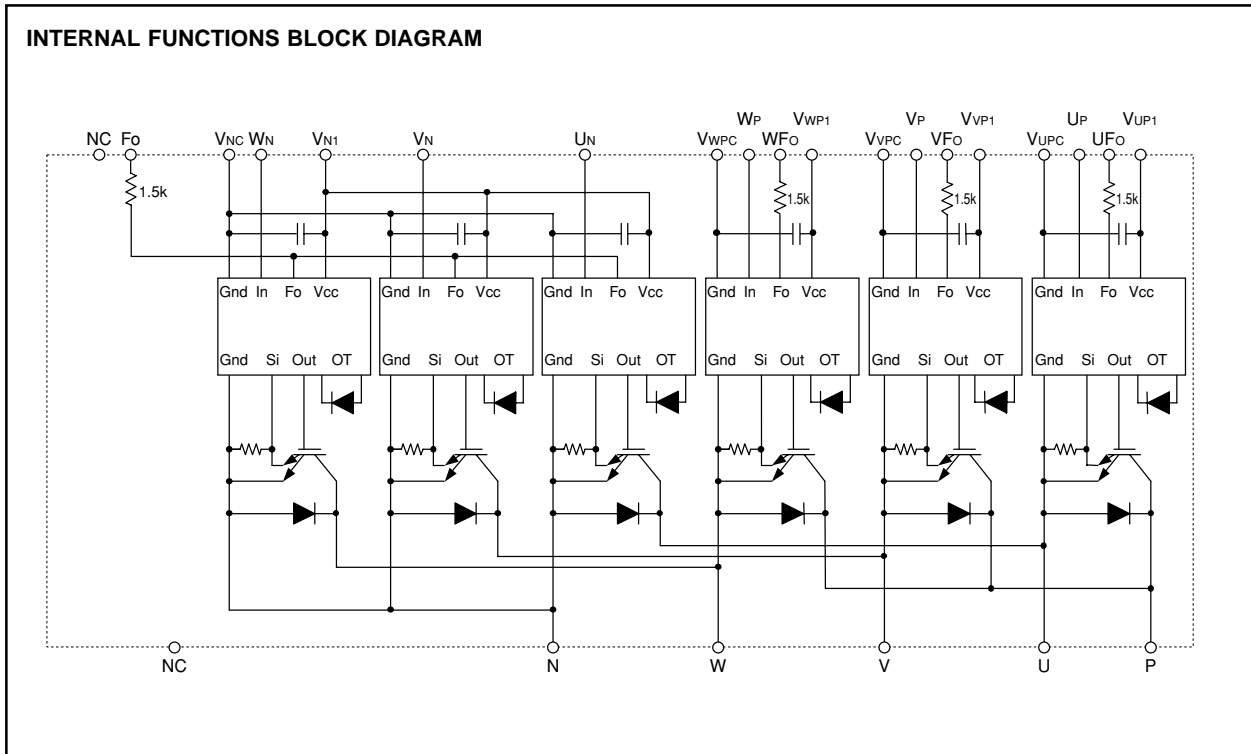 INTERNAL FUNCTIONS BLOCK DIAGRAM
WP VWP1 VP VVP1 UP VUP1
NC Fo VNC WN VN1 VN UN VWPC WFO VVPC VFO VUPC UFO
1.5k 1.5k 1.5k 1.5k
Gnd In Fo Vcc Gnd In Fo Vcc Gnd In Fo Vcc Gnd In Fo Vcc Gnd In Fo Vcc Gnd In Fo Vcc
Gnd Si Out OT Gnd Si Out OT Gnd Si Out OT Gnd Si Out OT Gnd Si Out OT Gnd Si Out OT
NC N W V U P